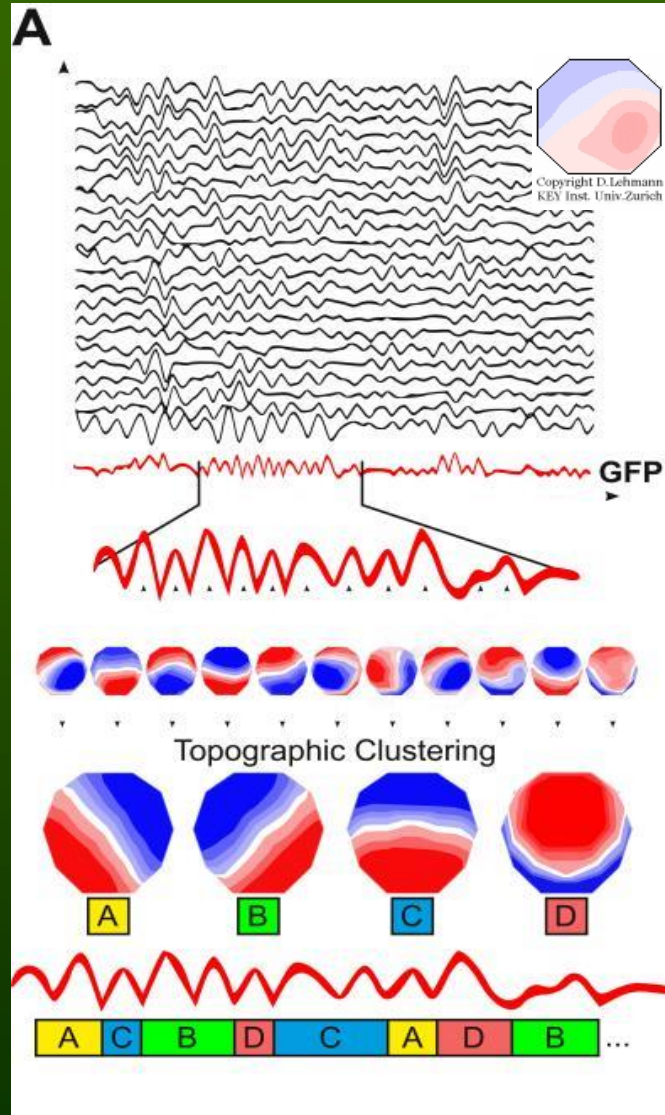 A
Copyright D.Lehmann
KEY Inst. Univ.Zurich
GFP
Topographic Clustering
A B C D
A C B D C A D B ...